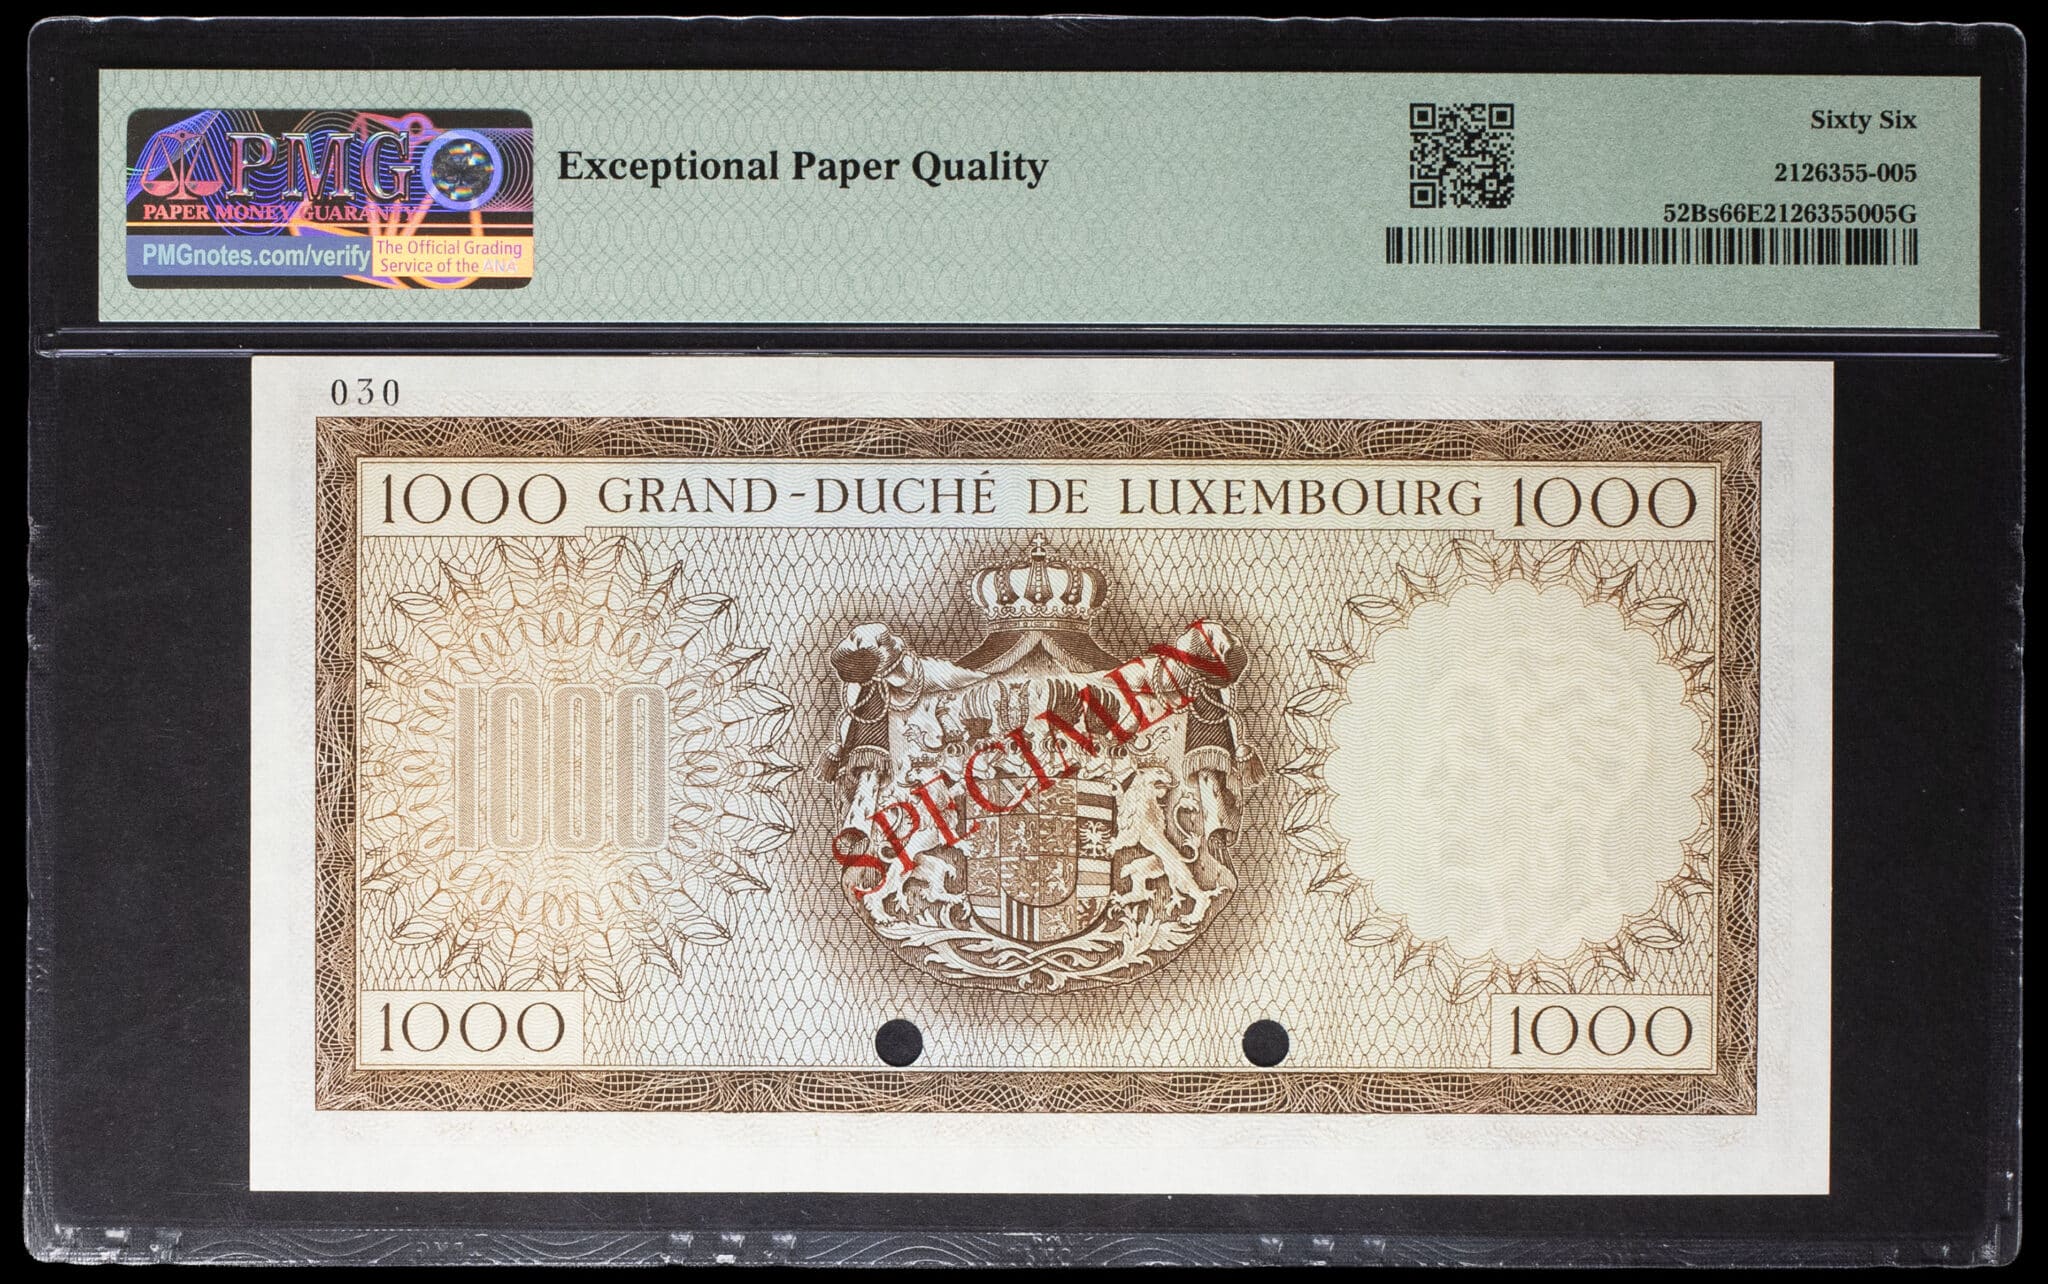 PMG
PAPER MONEY GUARANTY
PMGnotes.com/verify
The Official Grading
Service of the ANA
Exceptional Paper Quality
Sixty Six
2126355-005
52Bs66E2126355005G
030
1000 GRAND-DUCHÉ DE LUXEMBOURG 1000
1000
SPECIMEN
1000 1000